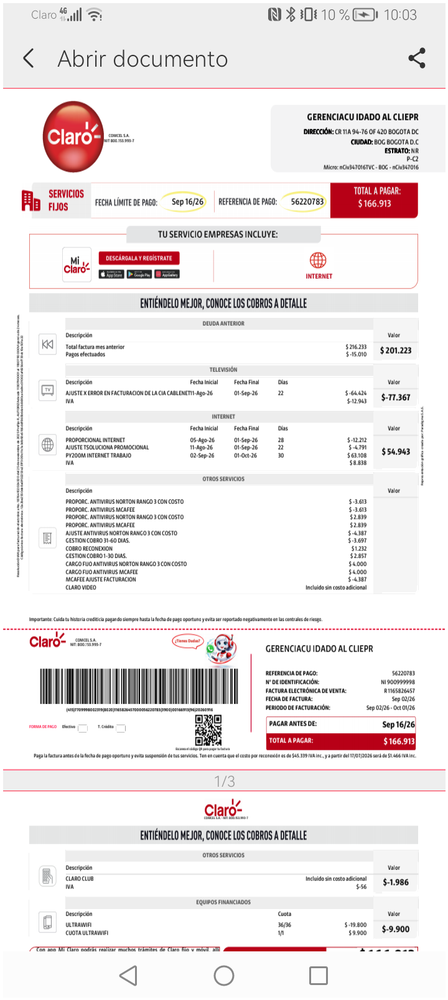 Claro 4G 10 % 10:03
Abrir documento
Claro
COMCEL S.A.
NIT 800.153.993-7
GERENCIACU IDADO AL CLIEPR
DIRECCIÓN: CR 11A 94-76 OF 420 BOGOTA DC
CIUDAD: BOG BOGOTA D.C
ESTRATO: NR
P-C2
Micro: nCiv347016TVC - BOG - nCiv347016
SERVICIOS FIJOS
FECHA LÍMITE DE PAGO: Sep 16/26
REFERENCIA DE PAGO: 56220783
TOTAL A PAGAR:
$ 166.913
TU SERVICIO EMPRESAS INCLUYE:
Mi Claro
DESCÁRGALA Y REGÍSTRATE
App Store Google Play AppGallery
INTERNET
ENTIÉNDELO MEJOR, CONOCE LOS COBROS A DETALLE
DEUDA ANTERIOR
Descripción Valor
Total factura mes anterior $ 216.233
Pagos efectuados $ -15.010
$ 201.223
TELEVISIÓN
Descripción Fecha Inicial Fecha Final Días Valor
AJUSTE X ERROR EN FACTURACION DE LA CIA CABLENET11-Ago-26 01-Sep-26 22 $ -64.424
IVA $-12.943
$-77.367
INTERNET
Descripción Fecha Inicial Fecha Final Días Valor
PROPORCIONAL INTERNET 05-Ago-26 01-Sep-26 28 $ -12.212
AJUSTE TSOLUCIONA PROMOCIONAL 11-Ago-26 01-Sep-26 22 $ -4.791
PY200M INTERNET TRABAJO 02-Sep-26 01-Oct-26 30 $ 63.108
IVA $ 8.838
$ 54.943
OTROS SERVICIOS
Descripción Valor
PROPORC. ANTIVIRUS NORTON RANGO 3 CON COSTO $ -3.613
PROPORC. ANTIVIRUS MCAFEE $ -3.613
PROPORC. ANTIVIRUS NORTON RANGO 3 CON COSTO $ 2.839
PROPORC. ANTIVIRUS MCAFEE $ 2.839
AJUSTE ANTIVIRUS NORTON RANGO 3 CON COSTO $ -4.387
GESTION COBRO 31-60 DIAS. $ -3.697
COBRO RECONEXION $ 1.232
GESTION COBRO 1-30 DIAS. $ 2.857
CARGO FIJO ANTIVIRUS NORTON RANGO 3 CON COSTO $ 4.000
CARGO FIJO ANTIVIRUS MCAFEE $ 4.000
MCAFEE AJUSTE FACTURACION $ -4.387
CLARO VIDEO Incluido sin costo adicional
Representación gráfica creada por: Paradigma S.A.S.
Importante: Cuida tu historia crediticia pagando siempre hasta la fecha de pago oportuno y evita ser reportado negativamente en las centrales de riesgo.
Claro
COMCEL S.A.
NIT: 800.153.993-7
¿Tienes Dudas?
GERENCIACU IDADO AL CLIEPR
REFERENCIA DE PAGO: 56220783
N° DE IDENTIFICACIÓN: NI 900999998
FACTURA ELECTRÓNICA DE VENTA: R 1165826457
FECHA DE FACTURA: Sep 02/26
PERIODO DE FACTURACIÓN: Sep 02/26 - Oct 01/26
PAGAR ANTES DE: Sep 16/26
TOTAL A PAGAR: $ 166.913
(415)7709998002319(8020)1165826457000056220783(3900)00166913(96)20260916
FORMA DE PAGO Efectivo T. Crédito
Escanea el código QR para pagar tu factura
Paga la factura antes de la fecha de pago oportuno y evita suspensión de tus servicios. Ten en cuenta que el costo por reconexión es de $45.339 IVA inc., y a partir del 17/07/2026 será de $1.466 IVA inc.
1/3
Claro
COMCEL S.A. - NIT: 800.153.993-7
ENTIÉNDELO MEJOR, CONOCE LOS COBROS A DETALLE
OTROS SERVICIOS
Descripción Valor
CLARO CLUB Incluido sin costo adicional
IVA $-56
$-1.986
EQUIPOS FINANCIADOS
Descripción Cuota Valor
ULTRAWIFI 36/36 $ -19.800
CUOTA ULTRAWIFI 1/1 $ 9.900
$-9.900
Con app Mi Claro podrás realizar muchos trámites de Claro fijo y móvil, allí